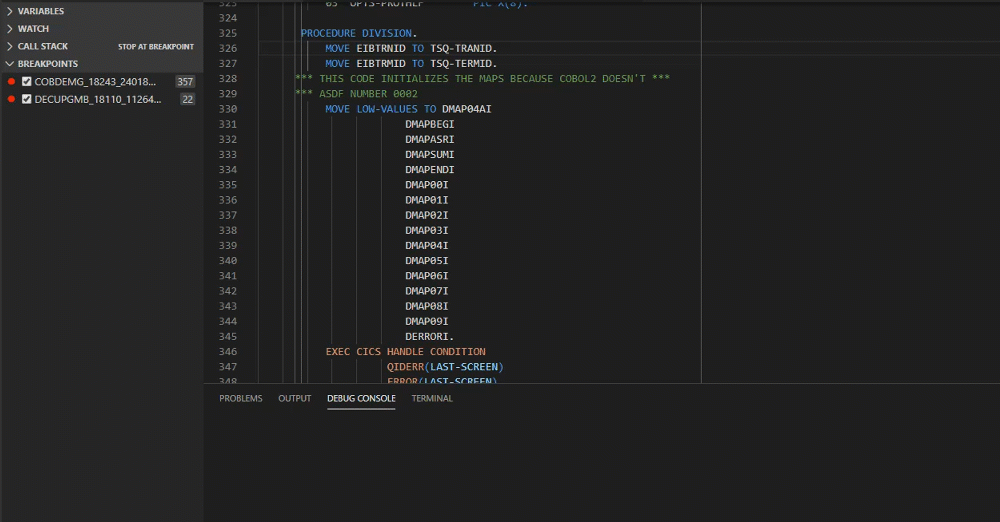 VARIABLES
WATCH
CALL STACK STOP AT BREAKPOINT
BREAKPOINTS
COBDEMG_18243_24018... 357
DECUPGMB_18110_11264... 22
323 05 OPTS-PROTHLP PIC X(8).
324
325 PROCEDURE DIVISION.
326 MOVE EIBTRNID TO TSQ-TRANID.
327 MOVE EIBTRMID TO TSQ-TERMID.
328 *** THIS CODE INITIALIZES THE MAPS BECAUSE COBOL2 DOESN'T ***
329 *** ASDF NUMBER 0002
330 MOVE LOW-VALUES TO DMAP04AI
331 DMAPBEGI
332 DMAPASRI
333 DMAPSUMI
334 DMAPENDI
335 DMAP00I
336 DMAP01I
337 DMAP02I
338 DMAP03I
339 DMAP04I
340 DMAP05I
341 DMAP06I
342 DMAP07I
343 DMAP08I
344 DMAP09I
345 DERRORI.
346 EXEC CICS HANDLE CONDITION
347 QIDERR(LAST-SCREEN)
348 ERROR(LAST-SCREEN)
PROBLEMS OUTPUT DEBUG CONSOLE TERMINAL